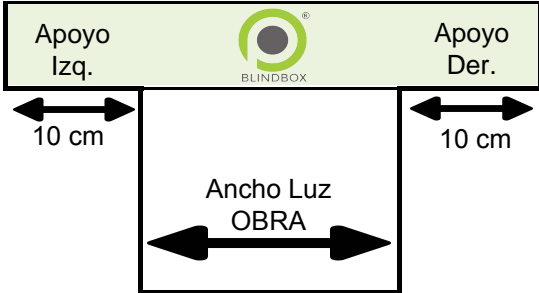 Apoyo
Izq.
®
BLINDBOX
Apoyo
Der.
10 cm
10 cm
Ancho Luz
OBRA